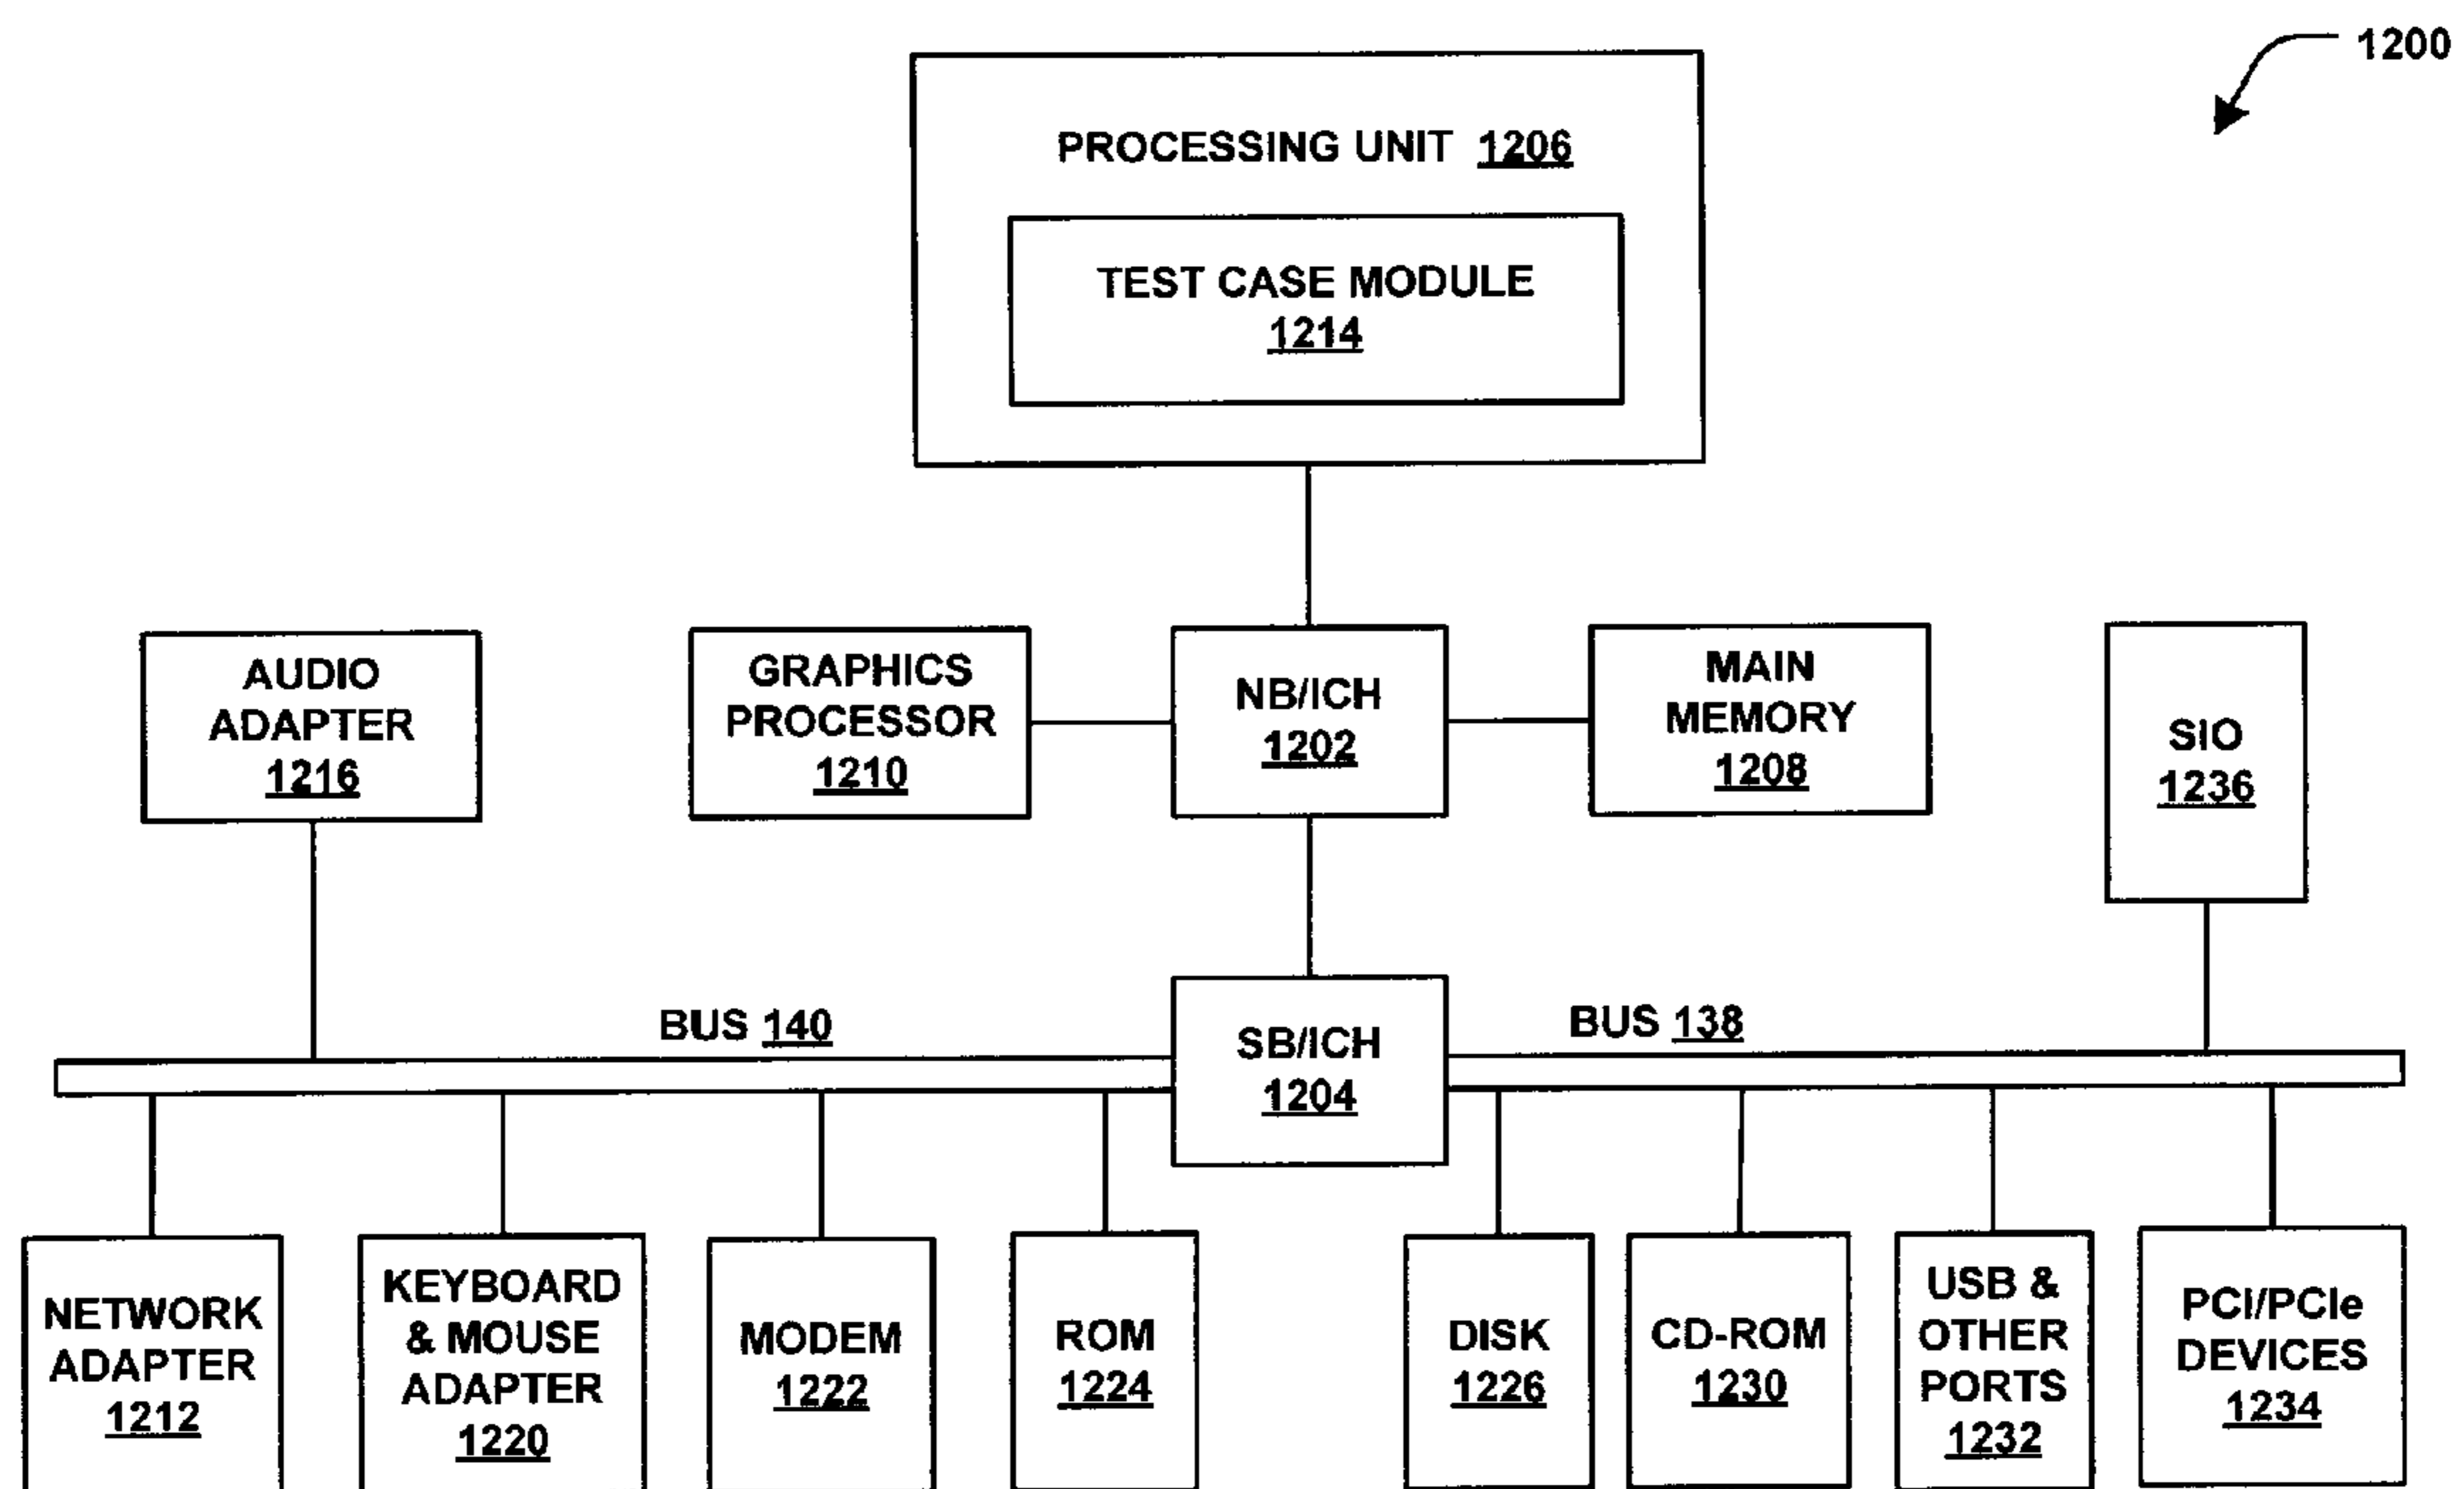 1200
PROCESSING UNIT 1206
TEST CASE MODULE
1214
AUDIO
ADAPTER
1216
GRAPHICS
PROCESSOR
1210
NB/ICH
1202
MAIN
MEMORY
1208
SIO
1236
BUS 140
SB/ICH
1204
BUS 138
NETWORK
ADAPTER
1212
KEYBOARD
& MOUSE
ADAPTER
1220
MODEM
1222
ROM
1224
DISK
1226
CD-ROM
1230
USB &
OTHER
PORTS
1232
PCI/PCIe
DEVICES
1234